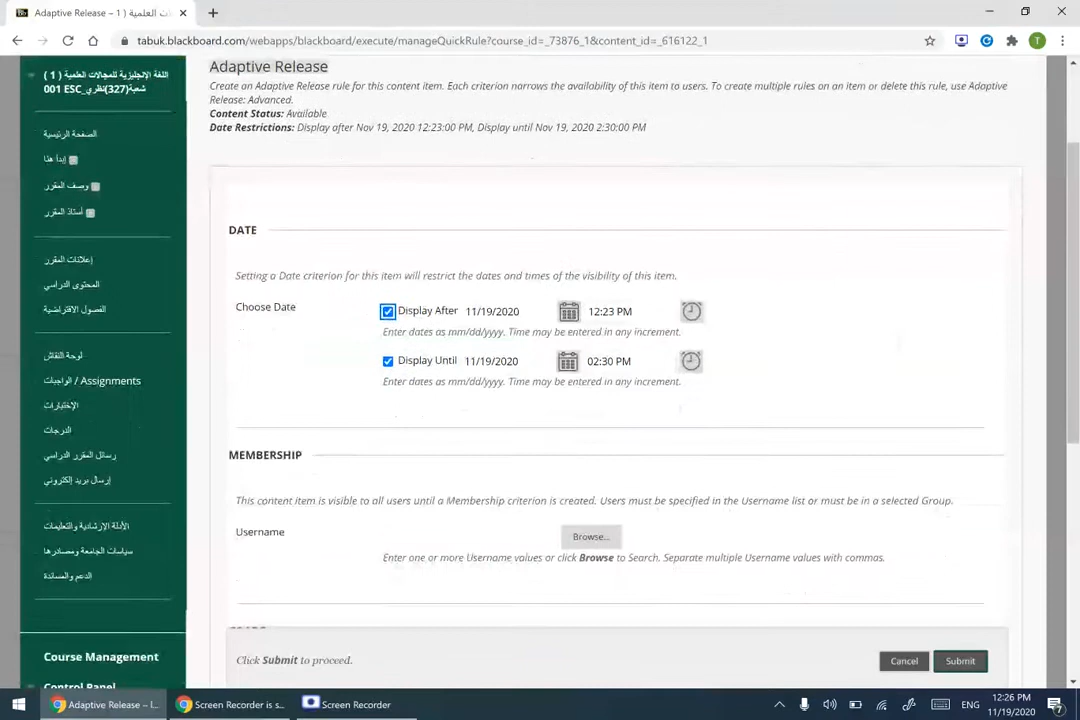 Adaptive Release – 1 ) ت العلمية
tabuk.blackboard.com/webapps/blackboard/execute/manageQuickRule?course_id=_73876_1&content_id=_616122_1
T
اللغة الإنجليزية للمجالات العلمية ( 1 )
شعبة(327)نظري_ESC 001
الصفحة الرئيسية
إبدأ هنا
وصف المقرر
أستاذ المقرر
إعلانات المقرر
المحتوى الدراسي
الفصول الافتراضية
لوحة النقاش
الواجبات / Assignments
الإختبارات
الدرجات
رسائل المقرر الدراسي
إرسال بريد إلكتروني
الأدلة الإرشادية والتعليمات
سياسات الجامعة ومصادرها
الدعم والمساندة
Course Management
Control Panel
Adaptive Release
Create an Adaptive Release rule for this content item. Each criterion narrows the availability of this item to users. To create multiple rules on an item or delete this rule, use Adaptive
Release: Advanced.
Content Status: Available
Date Restrictions: Display after Nov 19, 2020 12:23:00 PM, Display until Nov 19, 2020 2:30:00 PM
DATE
Setting a Date criterion for this item will restrict the dates and times of the visibility of this item.
Choose Date
Display After 11/19/2020 12:23 PM
Enter dates as mm/dd/yyyy. Time may be entered in any increment.
Display Until 11/19/2020 02:30 PM
Enter dates as mm/dd/yyyy. Time may be entered in any increment.
MEMBERSHIP
This content item is visible to all users until a Membership criterion is created. Users must be specified in the Username list or must be in a selected Group.
Username
Browse...
Enter one or more Username values or click Browse to Search. Separate multiple Username values with commas.
Click Submit to proceed.
Cancel
Submit
Adaptive Release – I...
Screen Recorder is s...
Screen Recorder
ENG
12:26 PM
11/19/2020
7